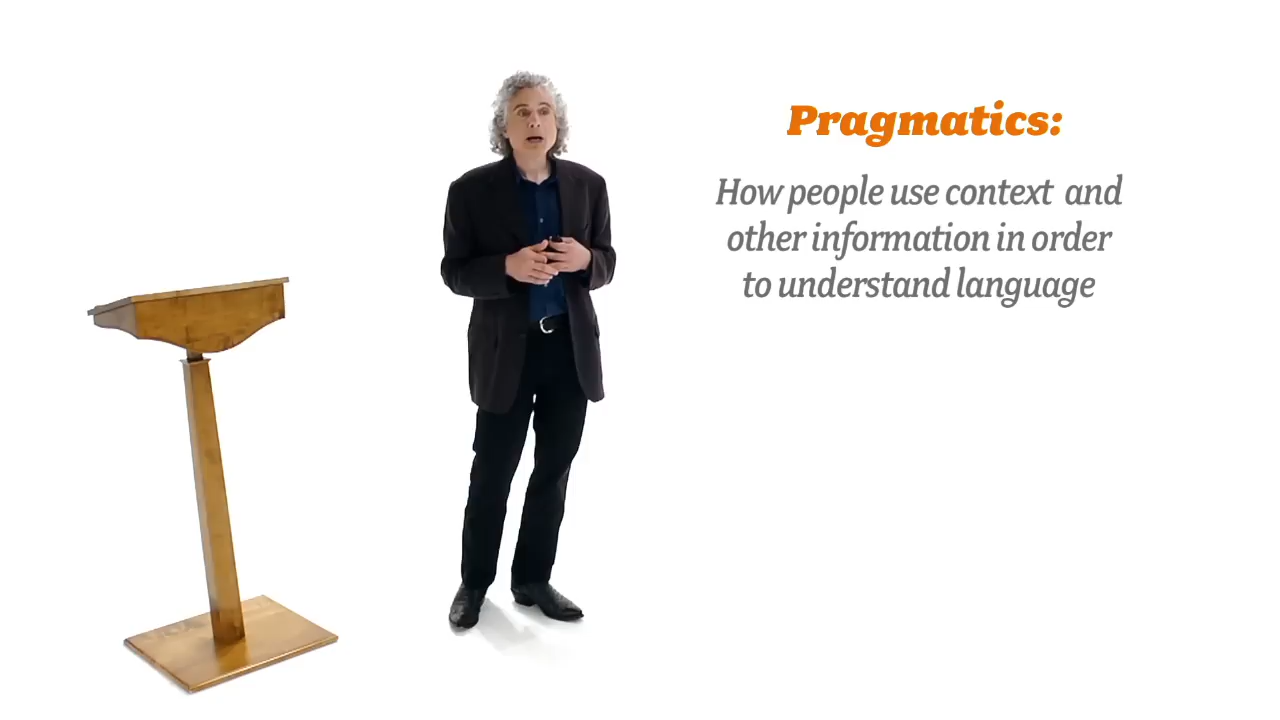 Pragmatics:
How people use context and
other information in order
to understand language